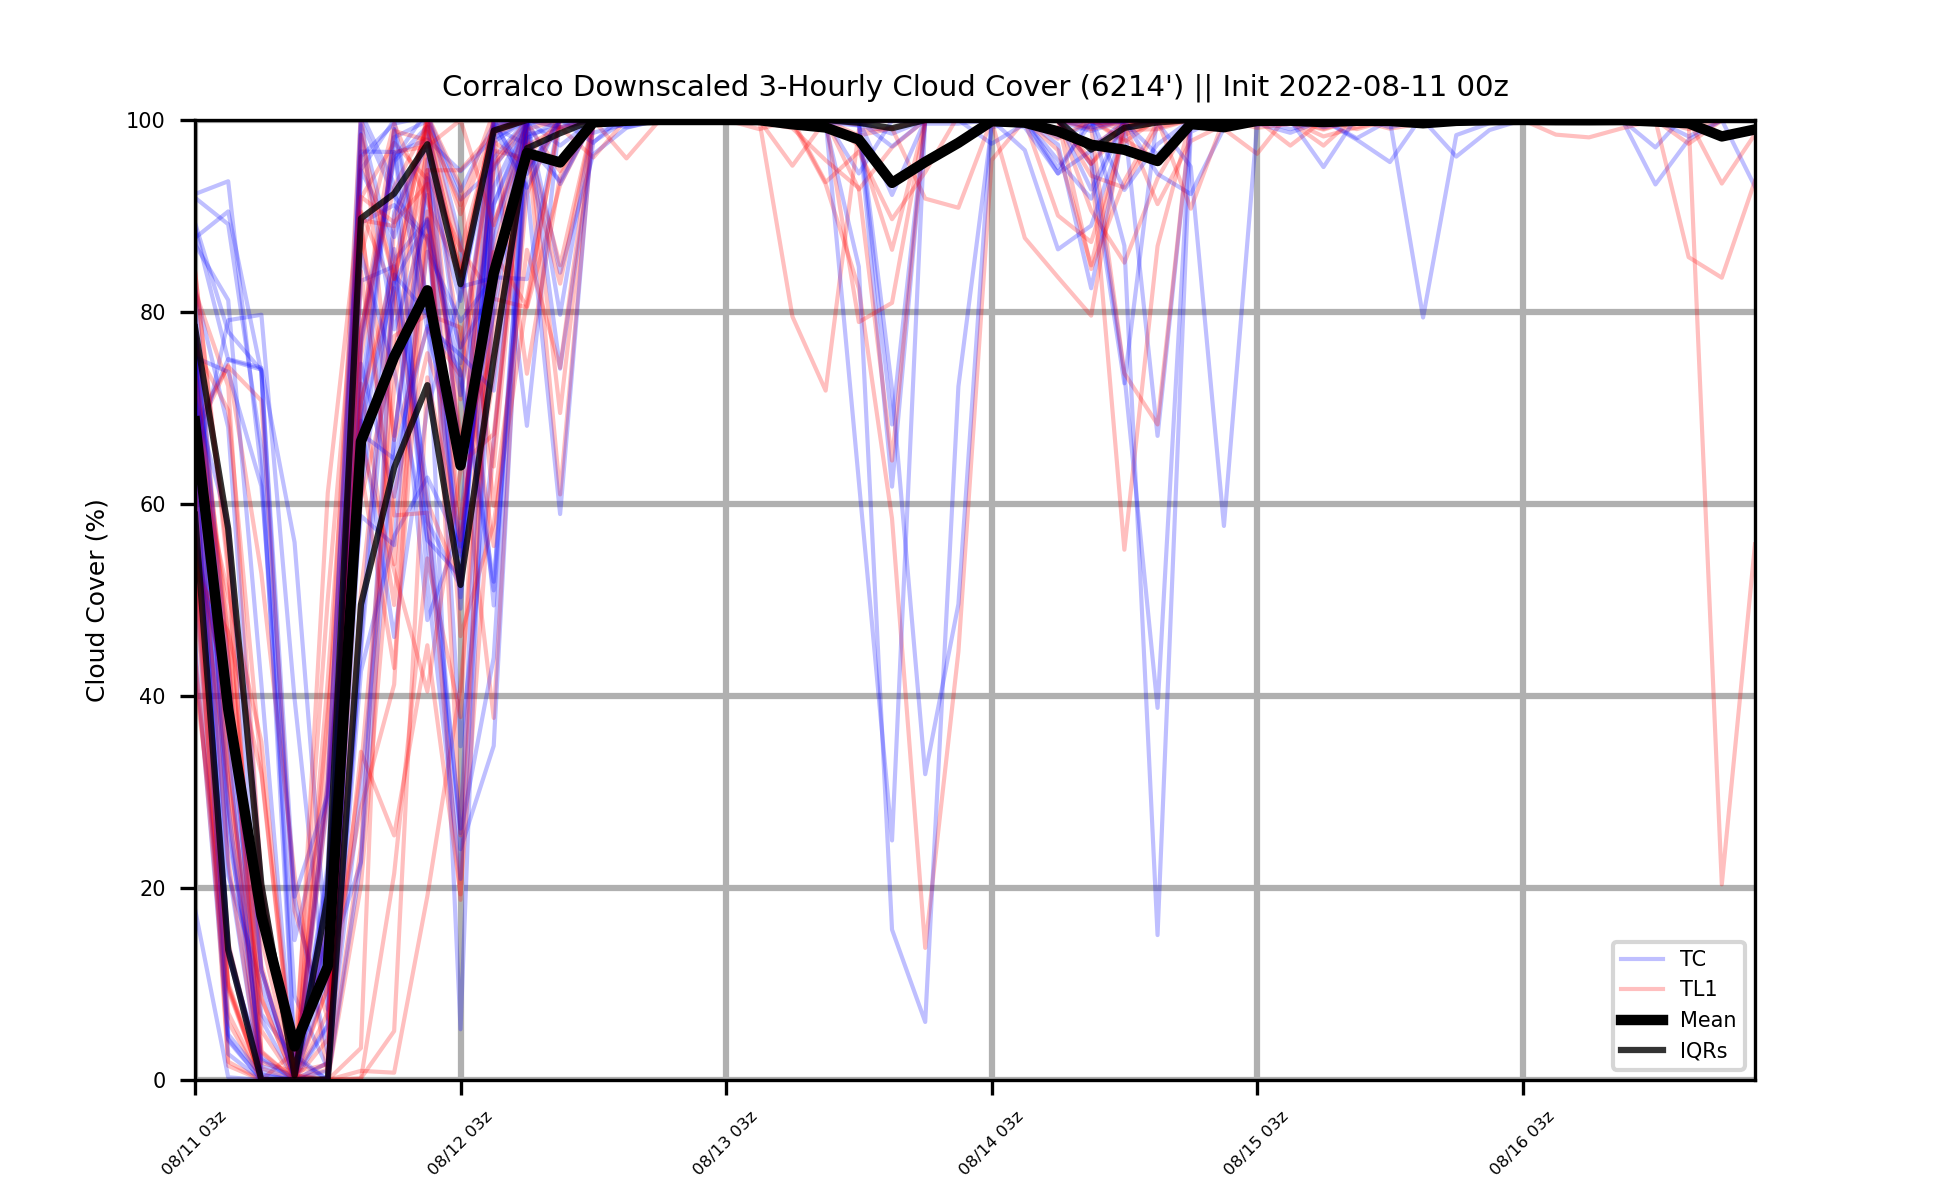 Corralco Downscaled 3-Hourly Cloud Cover (6214') || Init 2022-08-11 00z
Cloud Cover (%)
100
80
60
40
20
0
08/11 03z
08/12 03z
08/13 03z
08/14 03z
08/15 03z
08/16 03z
TC
TL1
Mean
IQRs